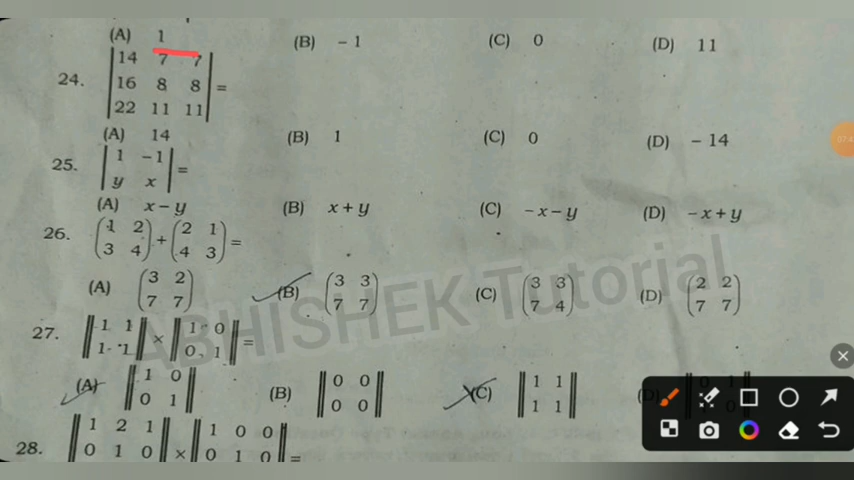 (A) 1 (B) - 1 (C) 0 (D) 11
24. | 14 7 7 |
| 16 8 8 | =
| 22 11 11 |
(A) 14 (B) 1 (C) 0 (D) - 14
25. | 1 -1 |
| y x | =
(A) x - y (B) x + y (C) - x - y (D) - x + y
26. ( 1 2 ) + ( 2 1 ) =
( 3 4 ) ( 4 3 )
(A) ( 3 2 ) (B) ( 3 3 ) (C) ( 3 3 ) (D) ( 2 2 )
( 7 7 ) ( 7 7 ) ( 7 4 ) ( 7 7 )
ABHISHEK Tutorial
27. || 1 1 || × || 1 0 || =
|| 1 1 || || 0 1 ||
(A) || 1 0 || (B) || 0 0 || (C) || 1 1 || (D)
|| 0 1 || || 0 0 || || 1 1 ||
28. || 1 2 1 || × || 1 0 0 || =
|| 0 1 0 || || 0 1 0 ||